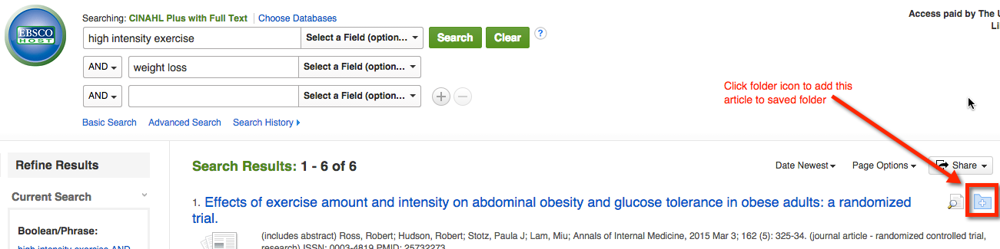 Searching: CINAHL Plus with Full Text | Choose Databases
Access paid by The
Li
EBSCO
HOST
high intensity exercise Select a Field (option... Search Clear ?
AND weight loss Select a Field (option...
AND Select a Field (option...
Basic Search Advanced Search Search History
Click folder icon to add this
article to saved folder
Refine Results
Search Results: 1 - 6 of 6
Date Newest Page Options Share
Current Search
1. Effects of exercise amount and intensity on abdominal obesity and glucose tolerance in obese adults: a randomized
trial.
Boolean/Phrase:
(includes abstract) Ross, Robert; Hudson, Robert; Stotz, Paula J; Lam, Miu; Annals of Internal Medicine, 2015 Mar 3; 162 (5): 325-34. (journal article - randomized controlled trial,
high intensity exercise AND
research) ISSN: 0003-4819 PMID: 25732273